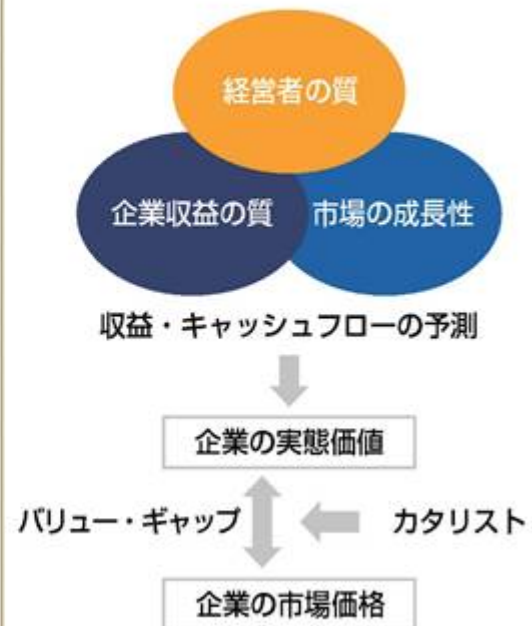 経営者の質
企業収益の質
市場の成長性
収益・キャッシュフローの予測
企業の実態価値
バリュー・ギャップ
カタリスト
企業の市場価格